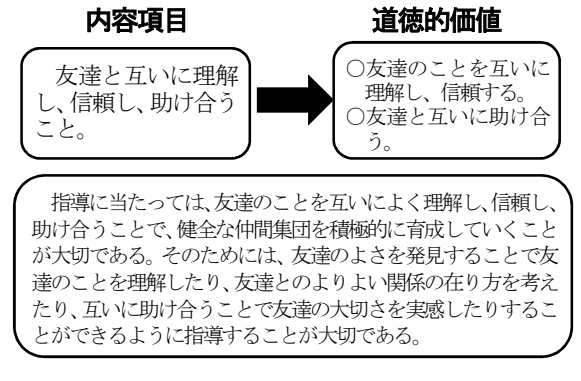 内容項目
道徳的価値
友達と互いに理解
し、信頼し、助け合う
こと。
○友達のことを互いに
理解し、信頼する。
○友達と互いに助け合
う。
指導に当たっては、友達のことを互いによく理解し、信頼し、
助け合うことで、健全な仲間集団を積極的に育成していくこと
が大切である。そのためには、友達のよさを発見することで友
達のことを理解したり、友達とのよりよい関係の在り方を考え
たり、互いに助け合うことで友達の大切さを実感したりするこ
とができるように指導することが大切である。